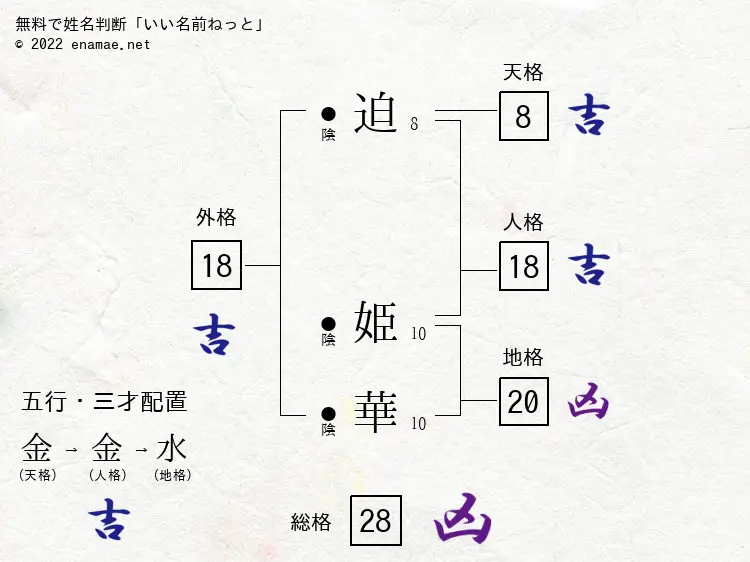 無料で姓名判断「いい名前ねっと」
© 2022 enamae.net
天格
8
吉
迫 8
● 陰
外格
18
吉
人格
18
吉
姫 10
● 陰
地格
20
凶
華 10
● 陰
五行・三才配置
金 → 金 → 水
(天格) (人格) (地格)
吉
総格 28 凶